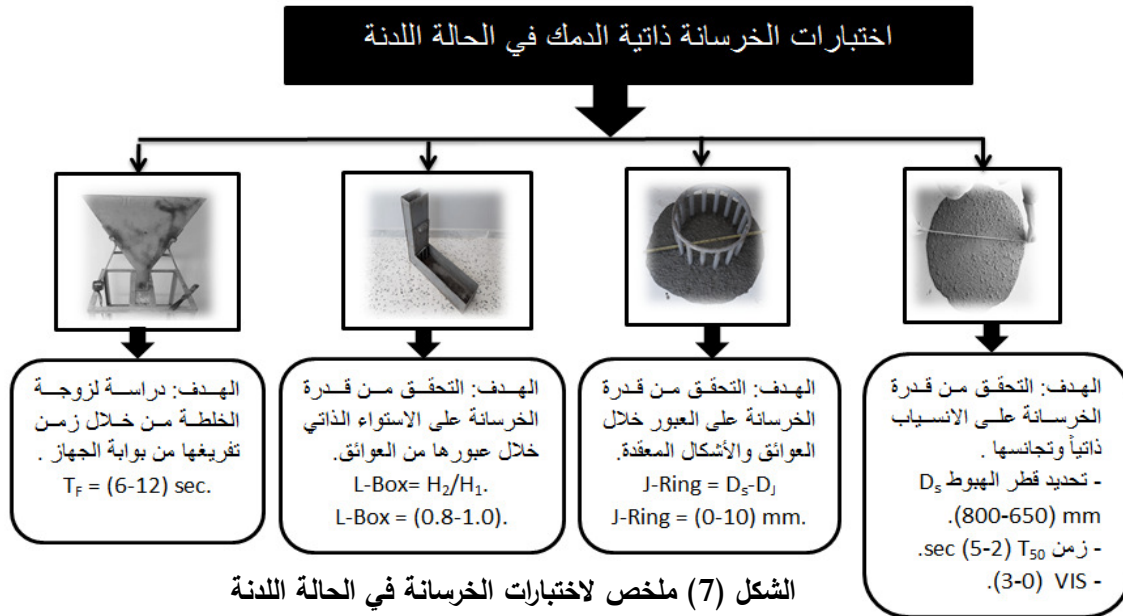 اختبارات الخرسانة ذاتية الدمك في الحالة اللدنة
الهدف: التحقق من قدرة
الخرسانة على الانسياب
ذاتياً وتجانسها .
- تحديد قطر الهبوط Ds
(800-650) mm.
- زمن T50 (5-2) sec.
- VIS (3-0).
الهدف: التحقق من قدرة
الخرسانة على العبور خلال
العوائق والأشكال المعقدة.
J-Ring = Ds-DJ
J-Ring = (0-10) mm.
الهدف: التحقق من قدرة
الخرسانة على الاستواء الذاتي
خلال عبورها من العوائق.
L-Box= H2/H1.
L-Box = (0.8-1.0).
الهدف: دراسة لزوجة
الخلطة من خلال زمن
تفريغها من بوابة الجهاز .
TF = (6-12) sec.
الشكل (7) ملخص لاختبارات الخرسانة في الحالة اللدنة